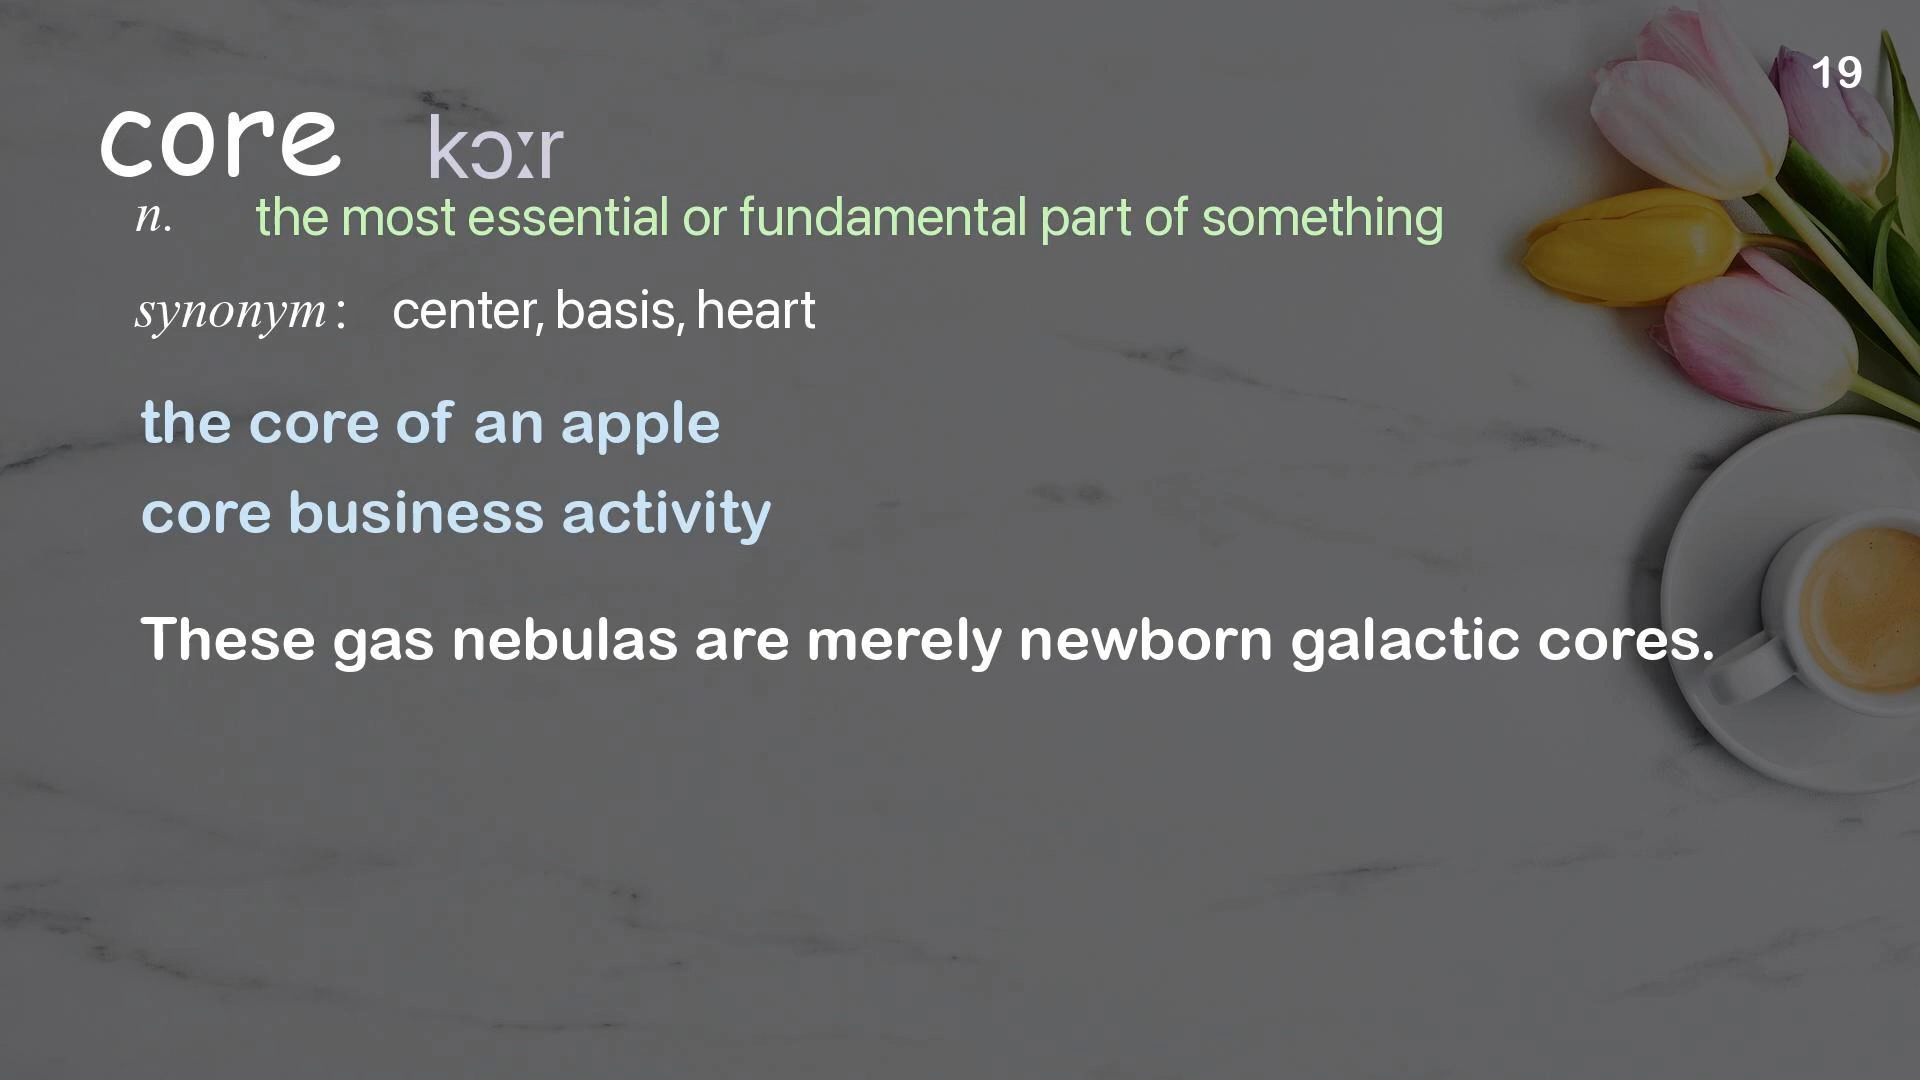 19
core kɔːr
n. the most essential or fundamental part of something
synonym: center, basis, heart
the core of an apple
core business activity
These gas nebulas are merely newborn galactic cores.